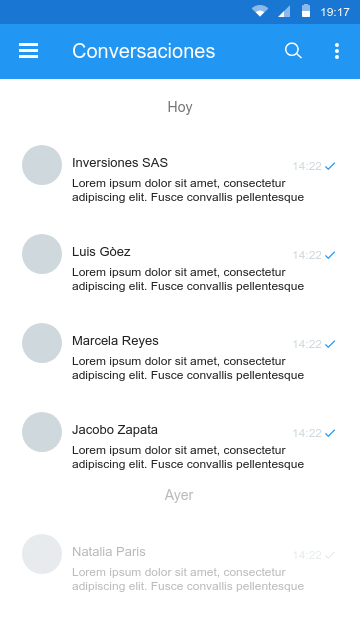 19:17
Conversaciones
Hoy
Inversiones SAS
14:22
Lorem ipsum dolor sit amet, consectetur
adipiscing elit. Fusce convallis pellentesque
Luis Gòez
14:22
Lorem ipsum dolor sit amet, consectetur
adipiscing elit. Fusce convallis pellentesque
Marcela Reyes
14:22
Lorem ipsum dolor sit amet, consectetur
adipiscing elit. Fusce convallis pellentesque
Jacobo Zapata
14:22
Lorem ipsum dolor sit amet, consectetur
adipiscing elit. Fusce convallis pellentesque
Ayer
Natalia Paris
14:22
Lorem ipsum dolor sit amet, consectetur
adipiscing elit. Fusce convallis pellentesque